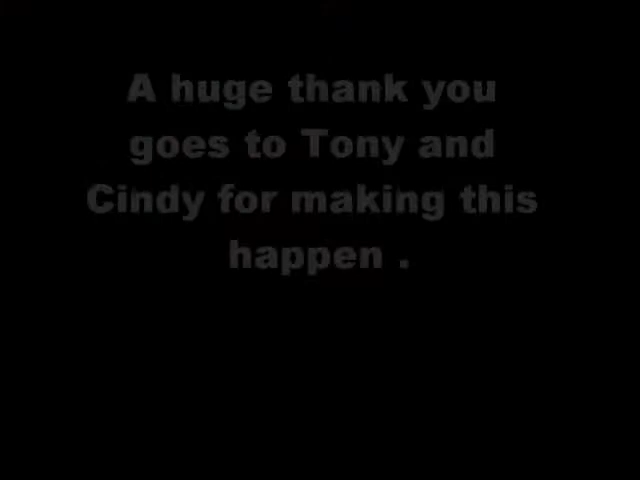 A huge thank you
goes to Tony and
Cindy for making this
happen .